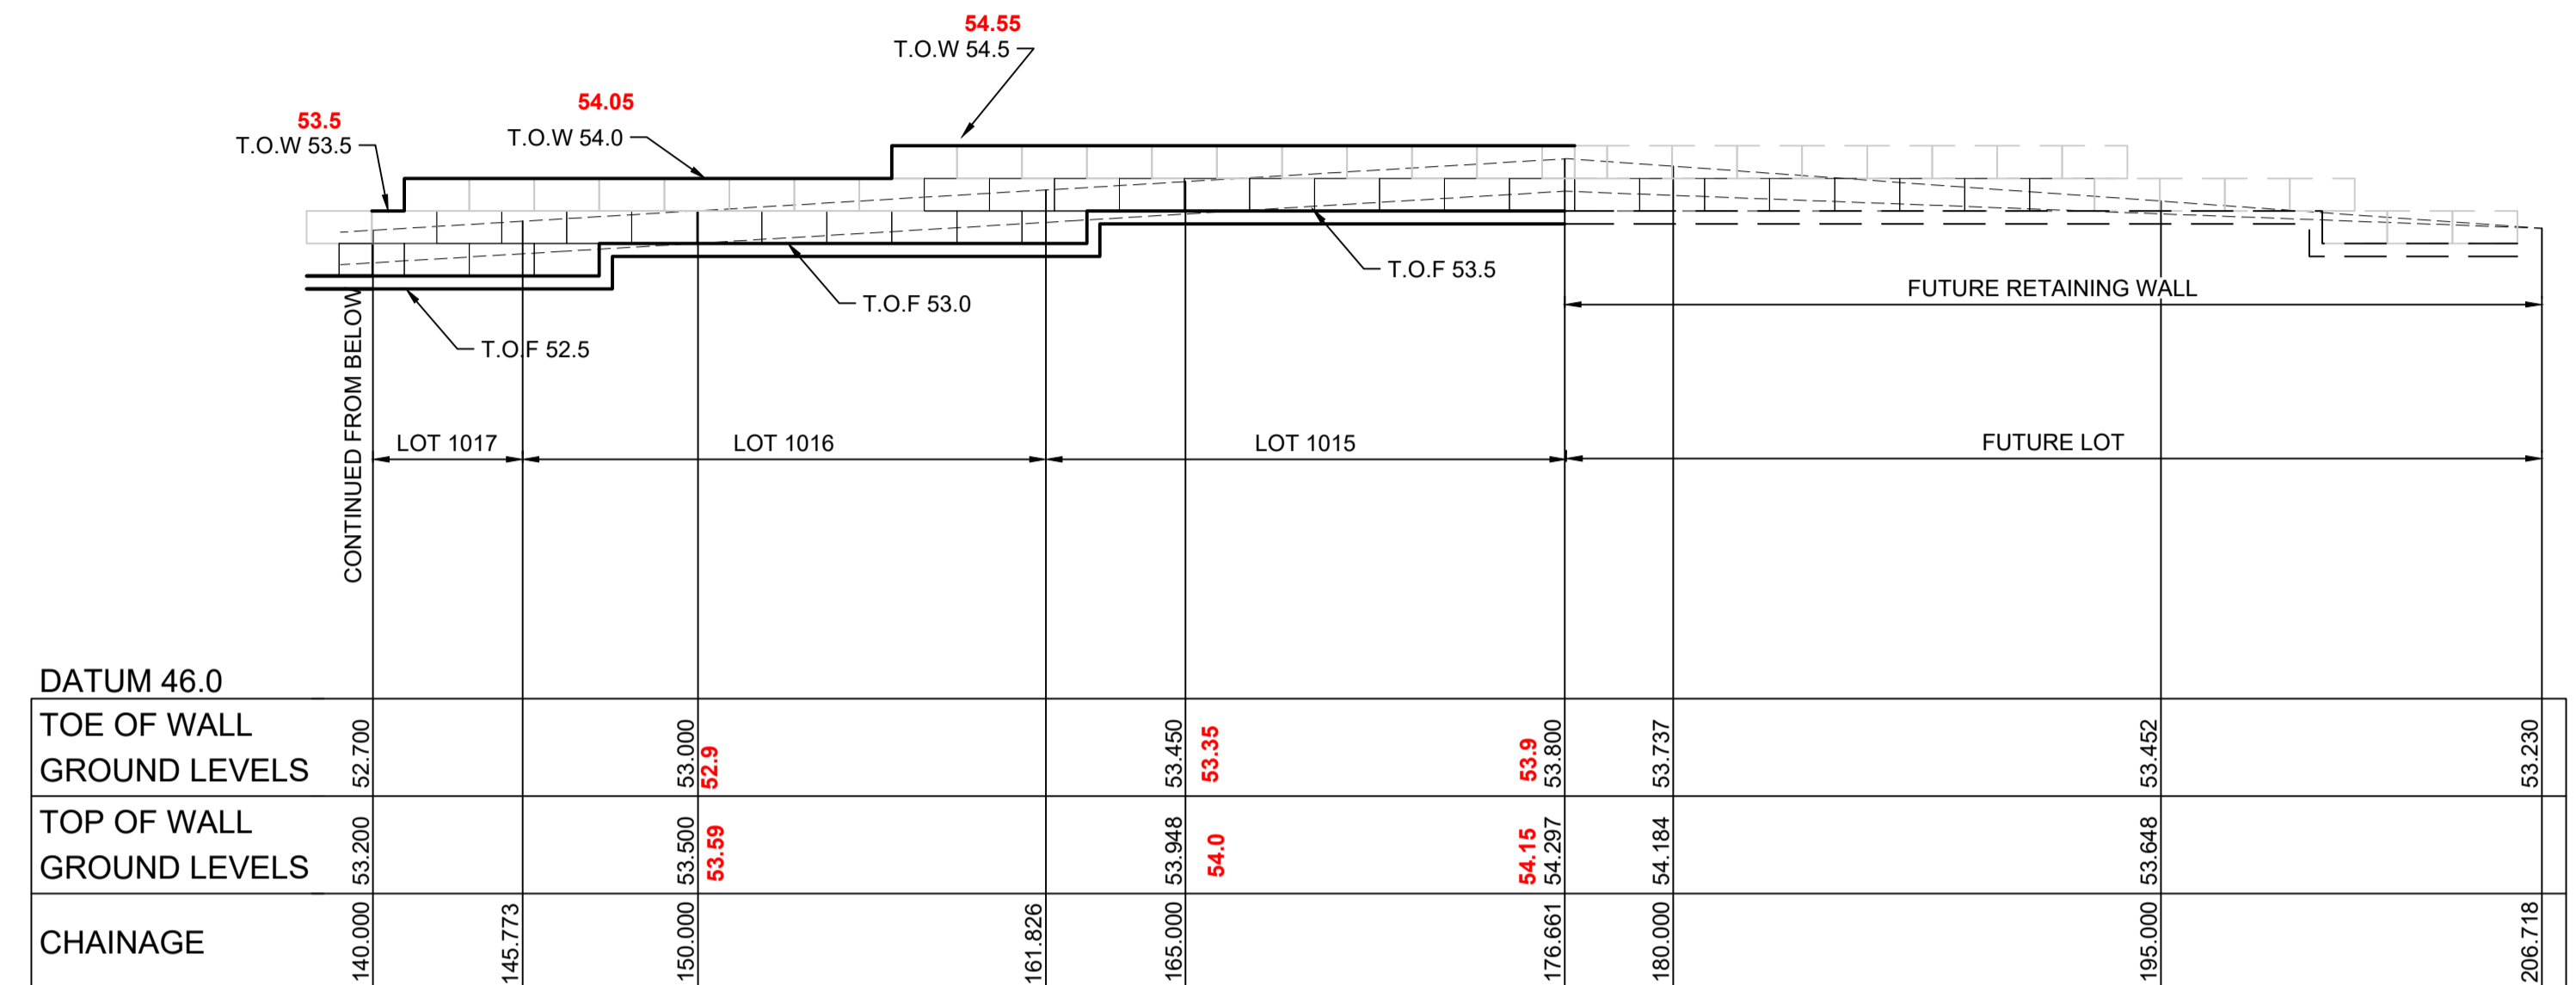 54.55
T.O.W 54.5
54.05
T.O.W 54.0
53.5
T.O.W 53.5
T.O.F 53.5
T.O.F 53.0
T.O.F 52.5
FUTURE RETAINING WALL
CONTINUED FROM BELOW
LOT 1017
LOT 1016
LOT 1015
FUTURE LOT
DATUM 46.0
TOE OF WALL
GROUND LEVELS
52.700
53.000
52.9
53.450
53.35
53.9
53.800
53.737
53.452
53.230
TOP OF WALL
GROUND LEVELS
53.200
53.500
53.59
53.948
54.0
54.15
54.297
54.184
53.648
CHAINAGE
140.000
145.773
150.000
161.826
165.000
176.661
180.000
195.000
206.718